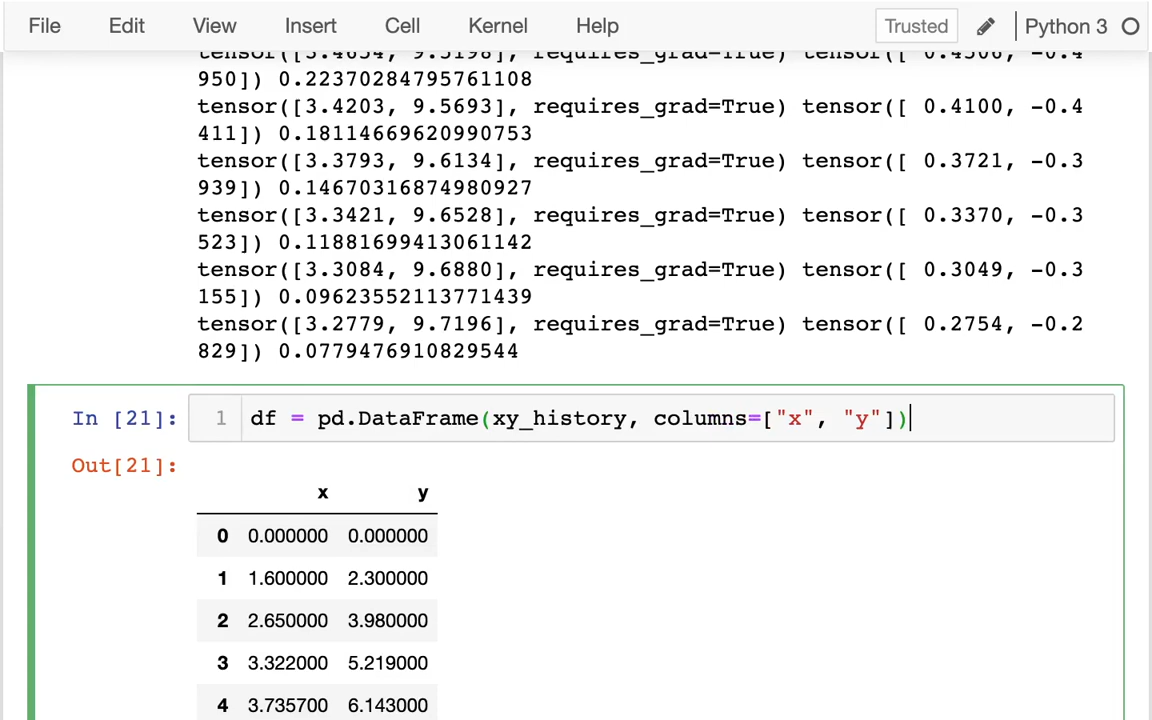 File Edit View Insert Cell Kernel Help Trusted Python 3
950]) 0.22370284795761108
tensor([3.4203, 9.5693], requires_grad=True) tensor([ 0.4100, -0.4
411]) 0.18114669620990753
tensor([3.3793, 9.6134], requires_grad=True) tensor([ 0.3721, -0.3
939]) 0.14670316874980927
tensor([3.3421, 9.6528], requires_grad=True) tensor([ 0.3370, -0.3
523]) 0.11881699413061142
tensor([3.3084, 9.6880], requires_grad=True) tensor([ 0.3049, -0.3
155]) 0.09623552113771439
tensor([3.2779, 9.7196], requires_grad=True) tensor([ 0.2754, -0.2
829]) 0.0779476910829544
In [21]: 1 df = pd.DataFrame(xy_history, columns=["x", "y"])
Out[21]:
x y
0 0.000000 0.000000
1 1.600000 2.300000
2 2.650000 3.980000
3 3.322000 5.219000
4 3.735700 6.143000